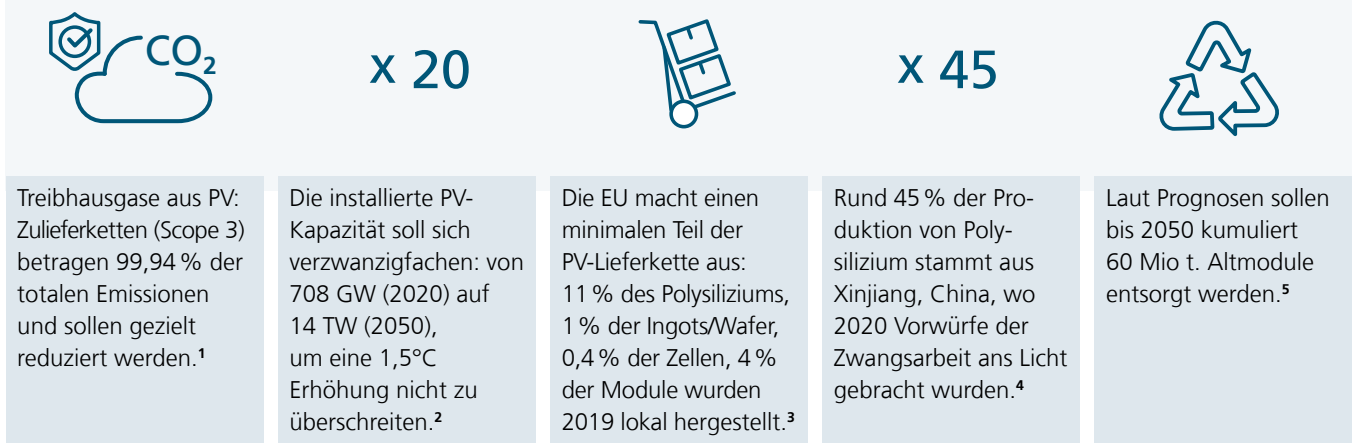 CO₂
x 20
x 45
Treibhausgase aus PV:
Zulieferketten (Scope 3)
betragen 99,94 % der
totalen Emissionen
und sollen gezielt
reduziert werden.¹
Die installierte PV-
Kapazität soll sich
verzwanzigfachen: von
708 GW (2020) auf
14 TW (2050),
um eine 1,5°C
Erhöhung nicht zu
überschreiten.²
Die EU macht einen
minimalen Teil der
PV-Lieferkette aus:
11 % des Polysiliziums,
1 % der Ingots/Wafer,
0,4 % der Zellen, 4 %
der Module wurden
2019 lokal hergestellt.³
Rund 45 % der Pro-
duktion von Poly-
silizium stammt aus
Xinjiang, China, wo
2020 Vorwürfe der
Zwangsarbeit ans Licht
gebracht wurden.⁴
Laut Prognosen sollen
bis 2050 kumuliert
60 Mio t. Altmodule
entsorgt werden.⁵